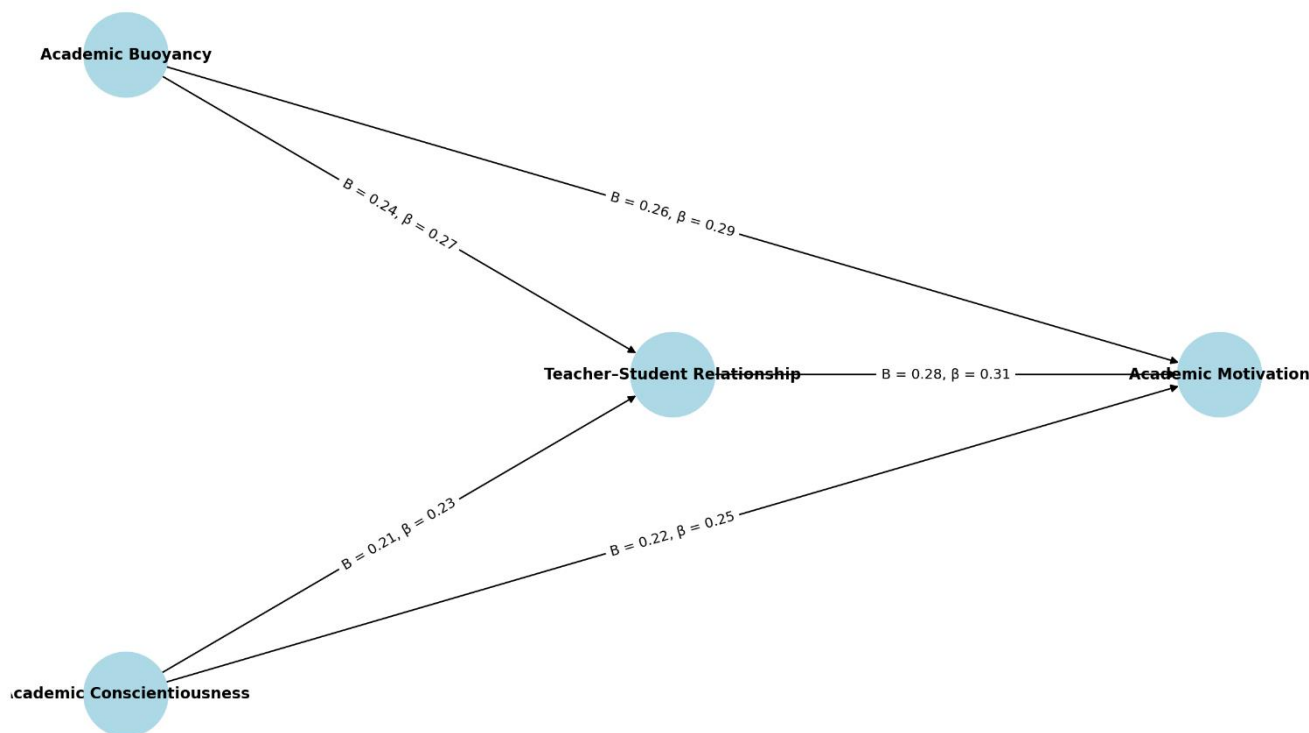 Academic Buoyancy
B = 0.24, β = 0.27
B = 0.26, β = 0.29
Teacher–Student Relationship
B = 0.28, β = 0.31
Academic Motivation
B = 0.21, β = 0.23
B = 0.22, β = 0.25
cademic Conscientiousness